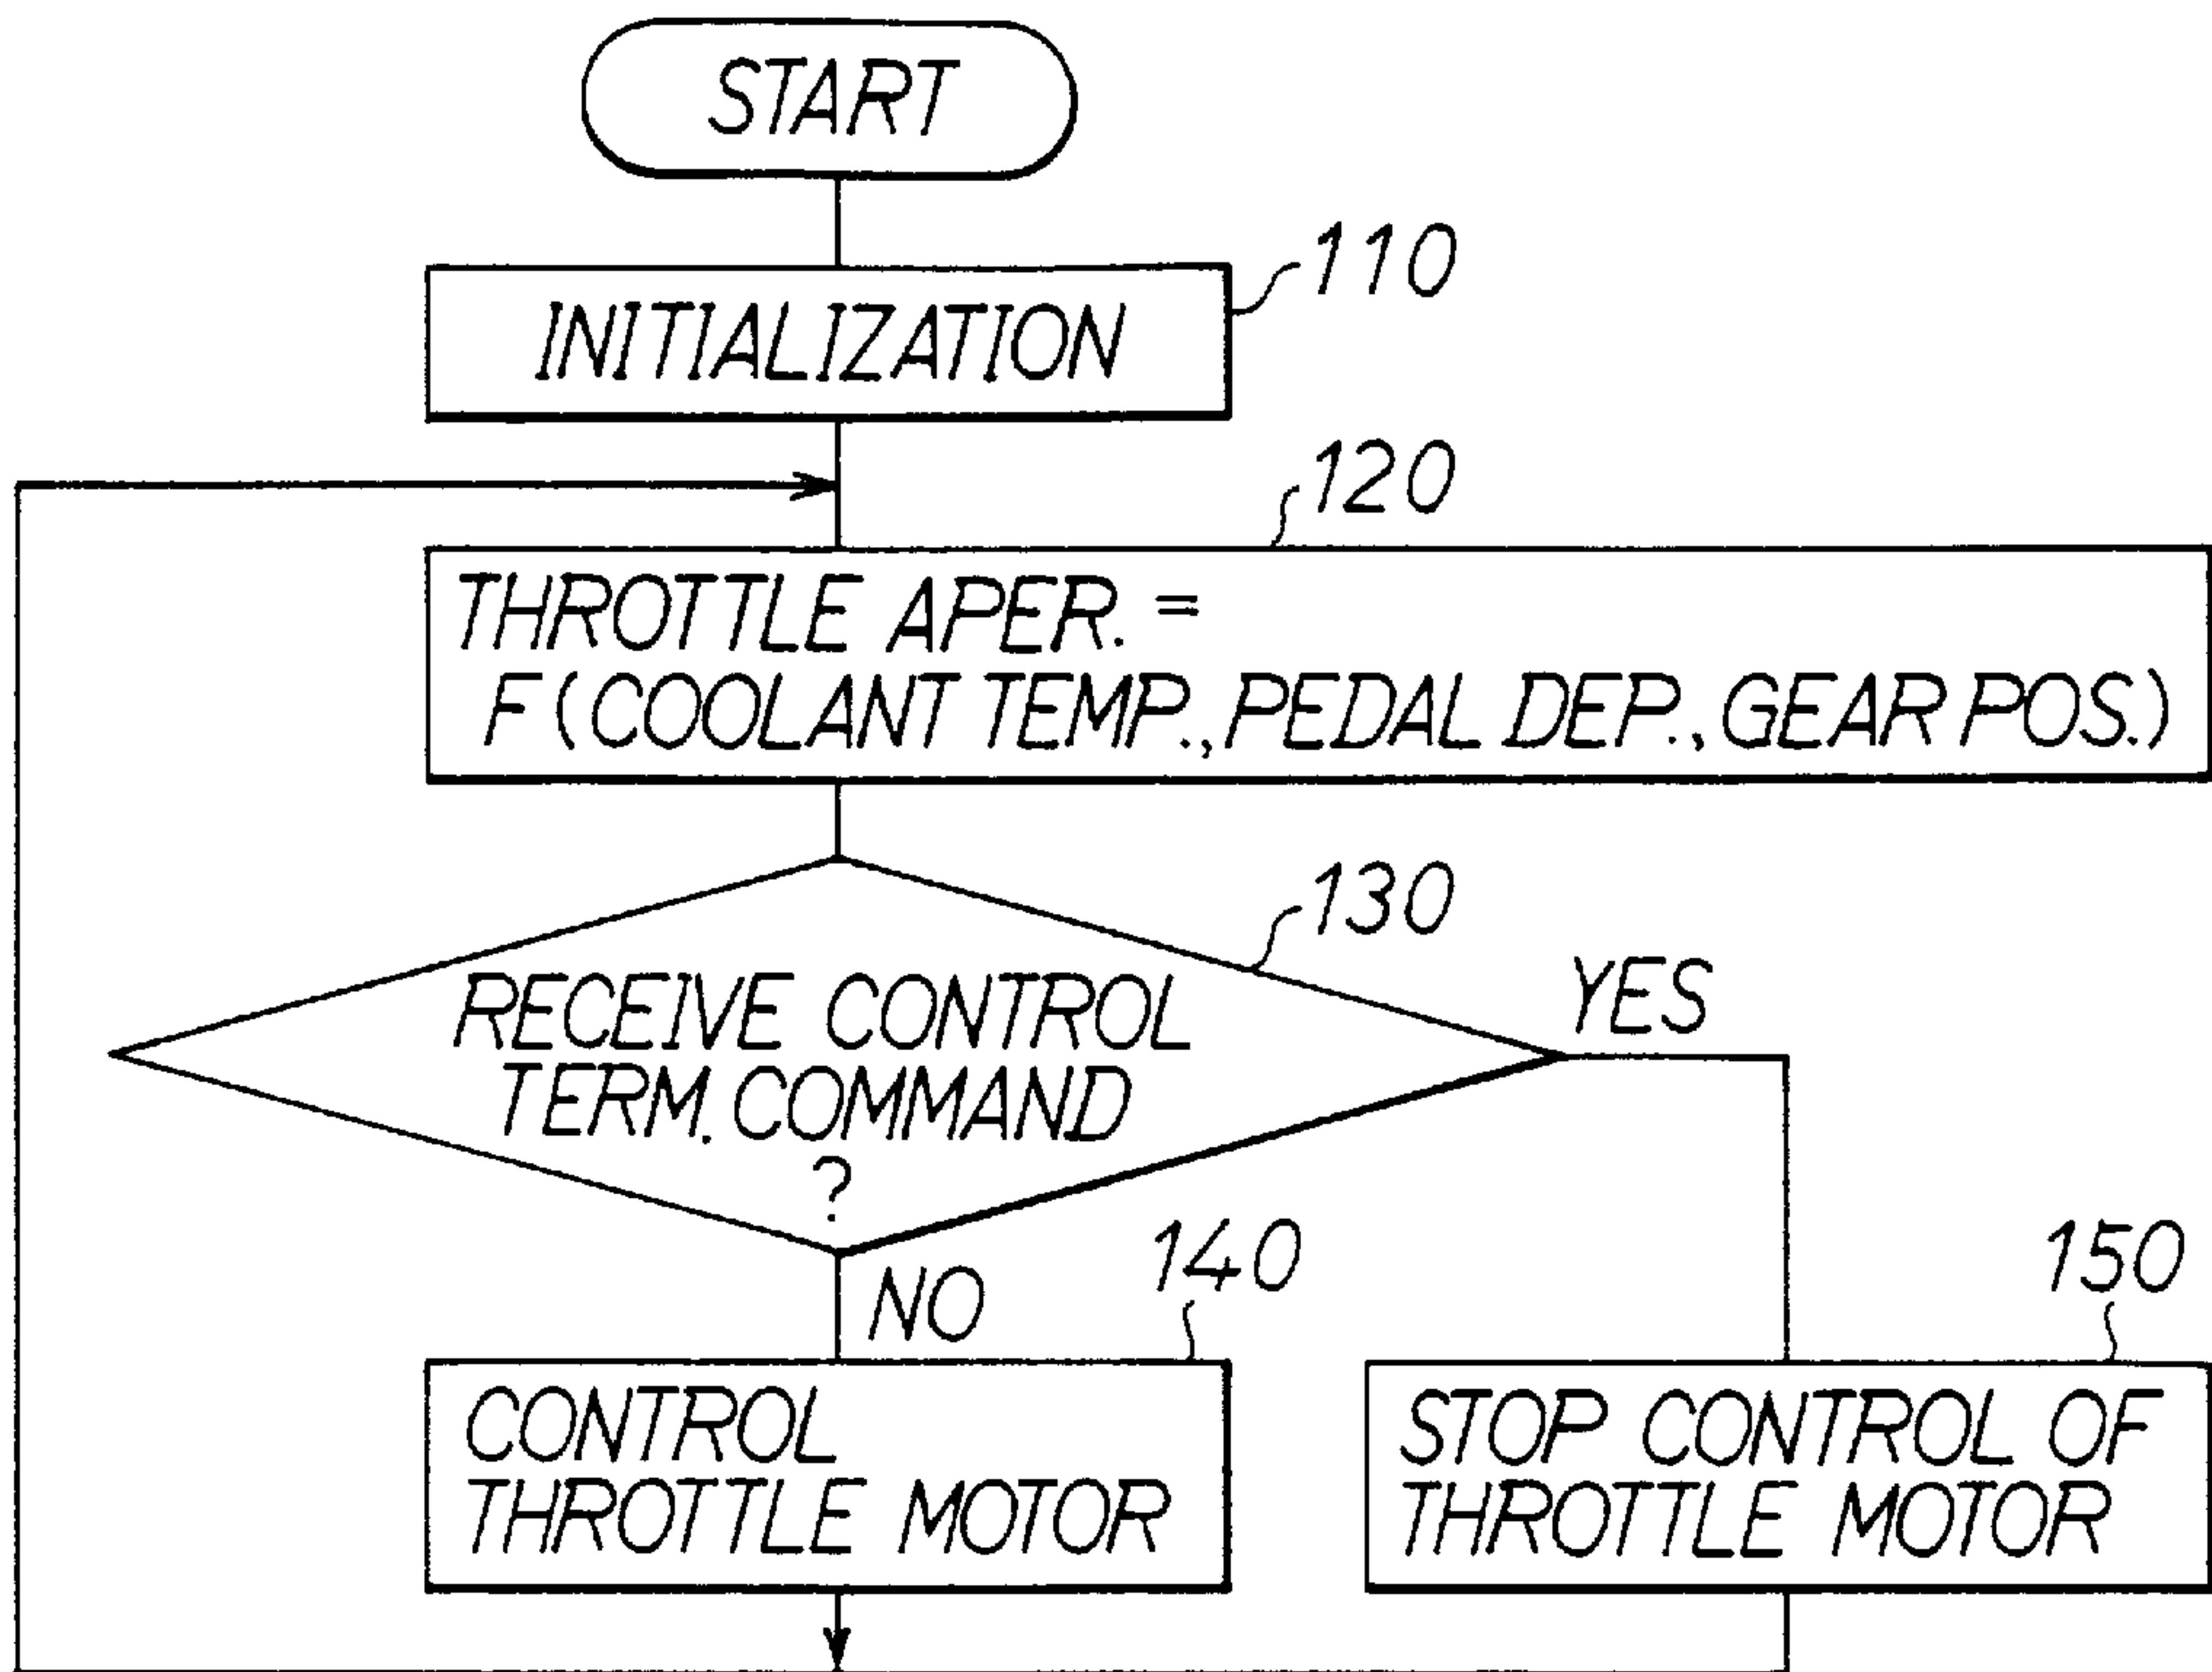 START
110
INITIALIZATION
120
THROTTLE APER. =
F (COOLANT TEMP., PEDAL DEP., GEAR POS.)
130
RECEIVE CONTROL
TERM. COMMAND
?
YES
NO
140
150
CONTROL
THROTTLE MOTOR
STOP CONTROL OF
THROTTLE MOTOR